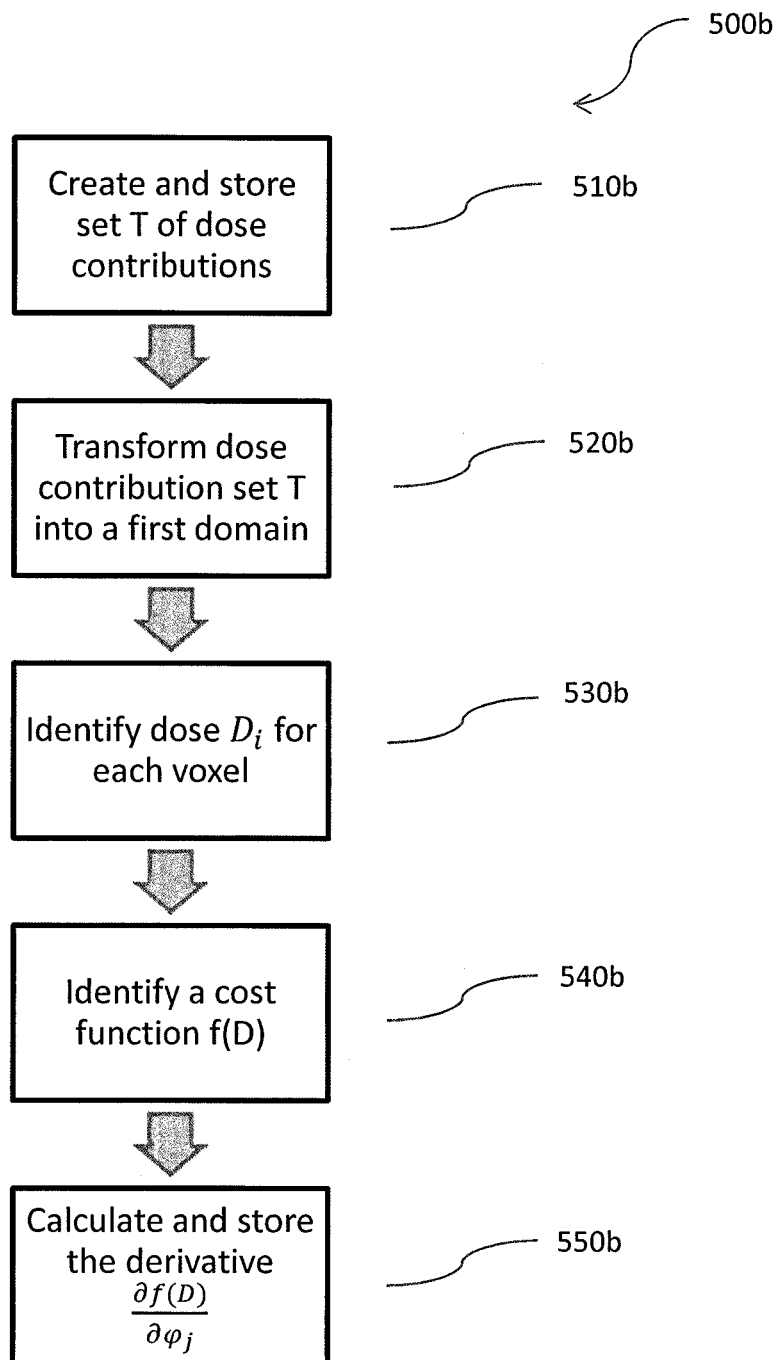 500b
Create and store
set T of dose
contributions
510b
Transform dose
contribution set T
into a first domain
520b
Identify dose D_i for
each voxel
530b
Identify a cost
function f(D)
540b
Calculate and store
the derivative
∂f(D)
∂φ_j
550b